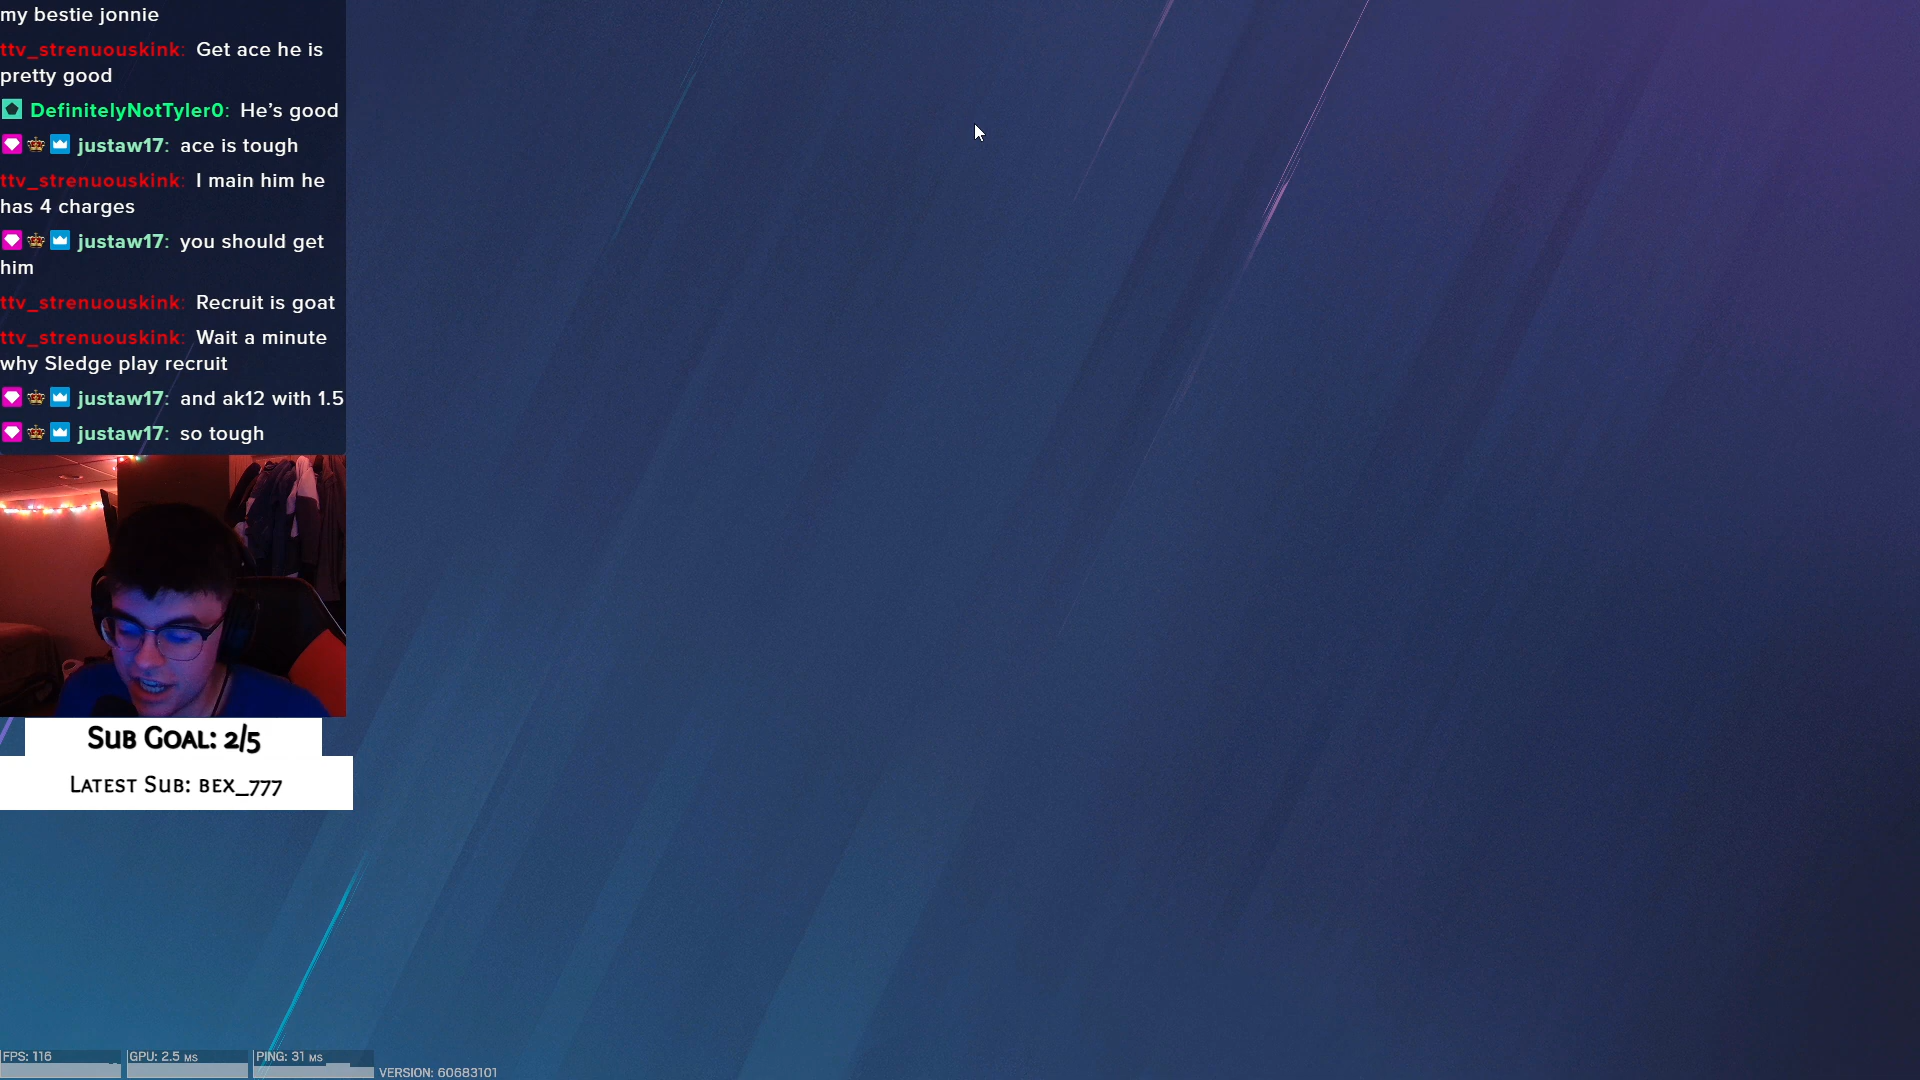 my bestie jonnie
ttv_strenuouskink: Get ace he is
pretty good
DefinitelyNotTyler0: He's good
justaw17: ace is tough
ttv_strenuouskink: I main him he
has 4 charges
justaw17: you should get
him
ttv_strenuouskink: Recruit is goat
ttv_strenuouskink: Wait a minute
why Sledge play recruit
justaw17: and ak12 with 1.5
justaw17: so tough
Sub Goal: 2/5
Latest Sub: bex_777
FPS: 116
GPU: 2.5 MS
PING: 31 MS
VERSION: 60683101